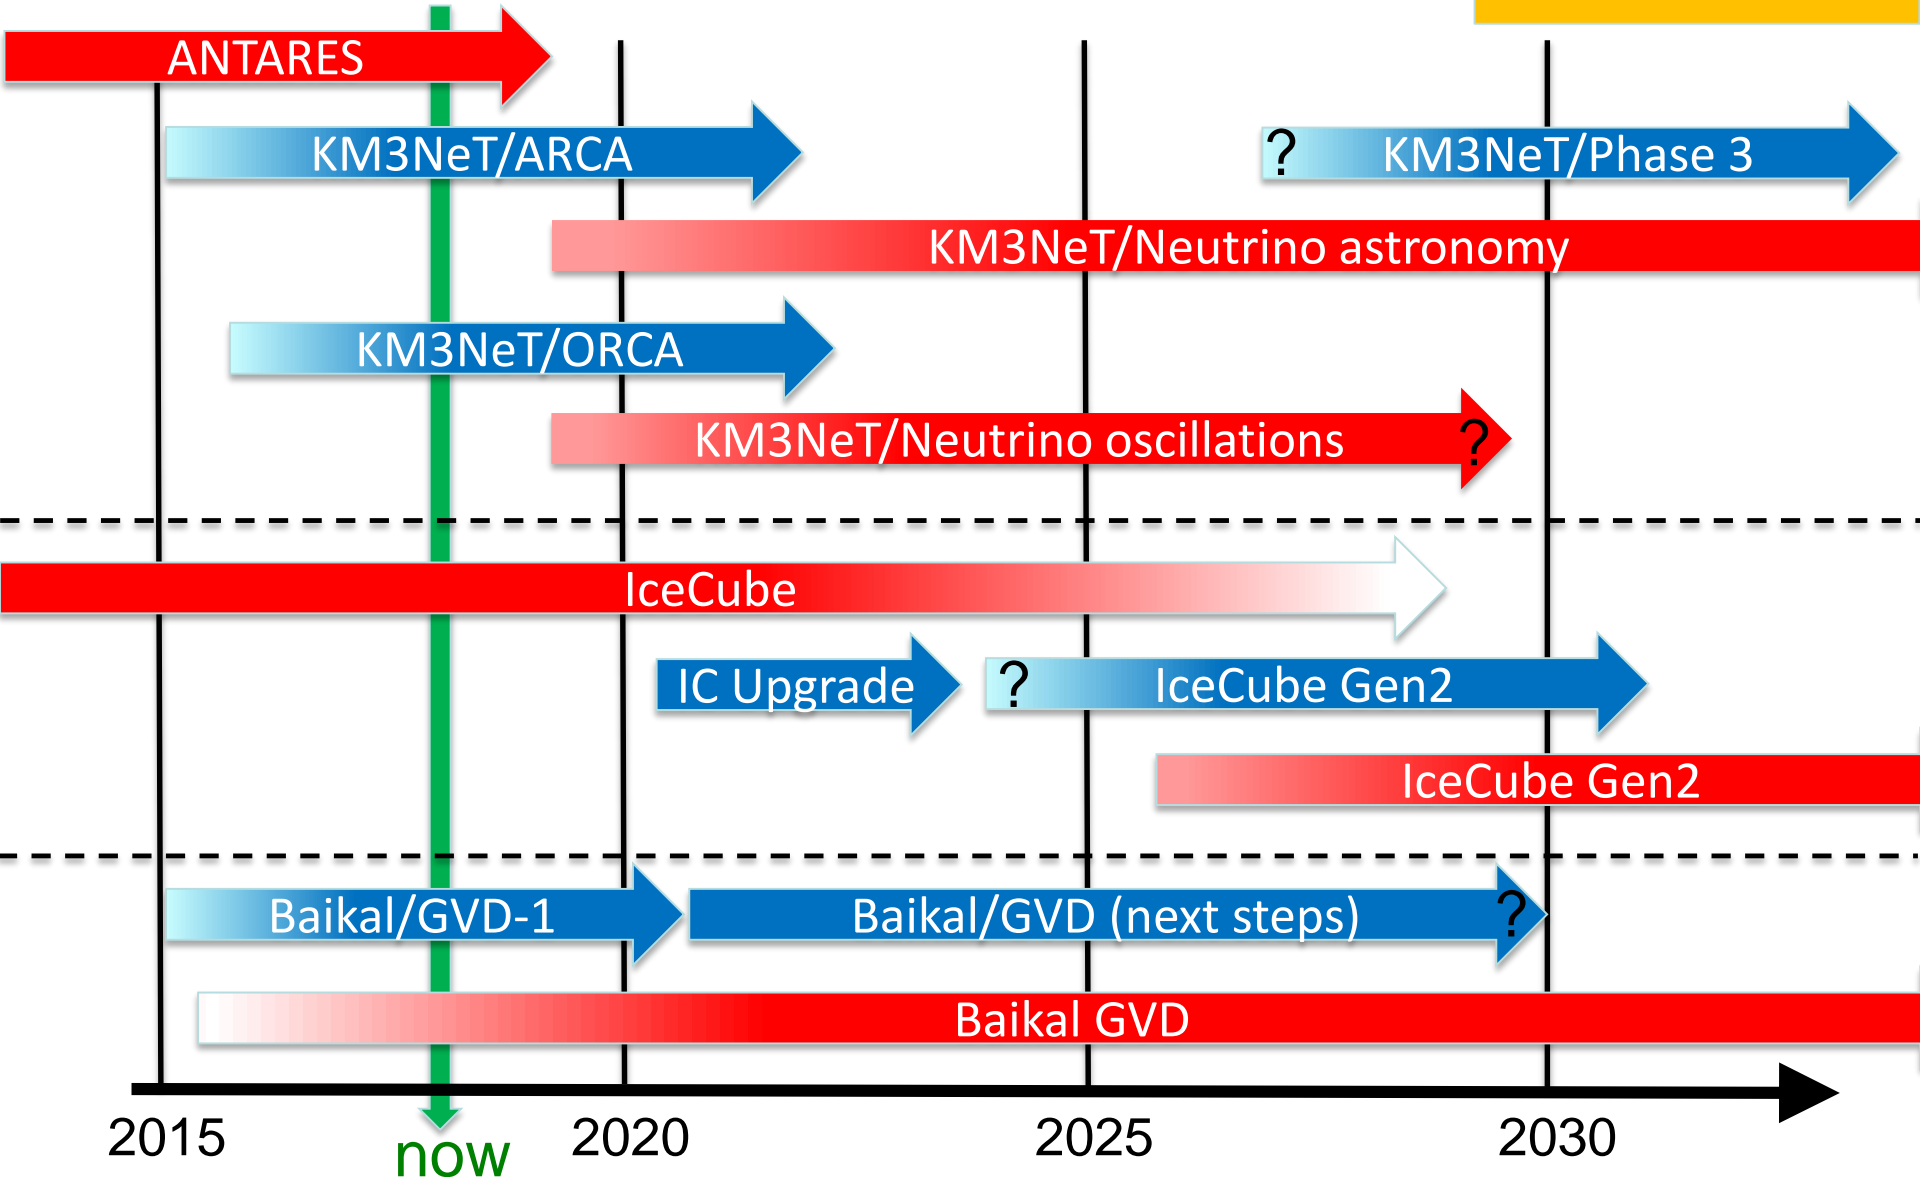 ANTARES
KM3NeT/ARCA
? KM3NeT/Phase 3
KM3NeT/Neutrino astronomy
KM3NeT/ORCA
KM3NeT/Neutrino oscillations ?
IceCube
IC Upgrade
? IceCube Gen2
IceCube Gen2
Baikal/GVD-1
Baikal/GVD (next steps) ?
Baikal GVD
2015
2020
2025
2030
now